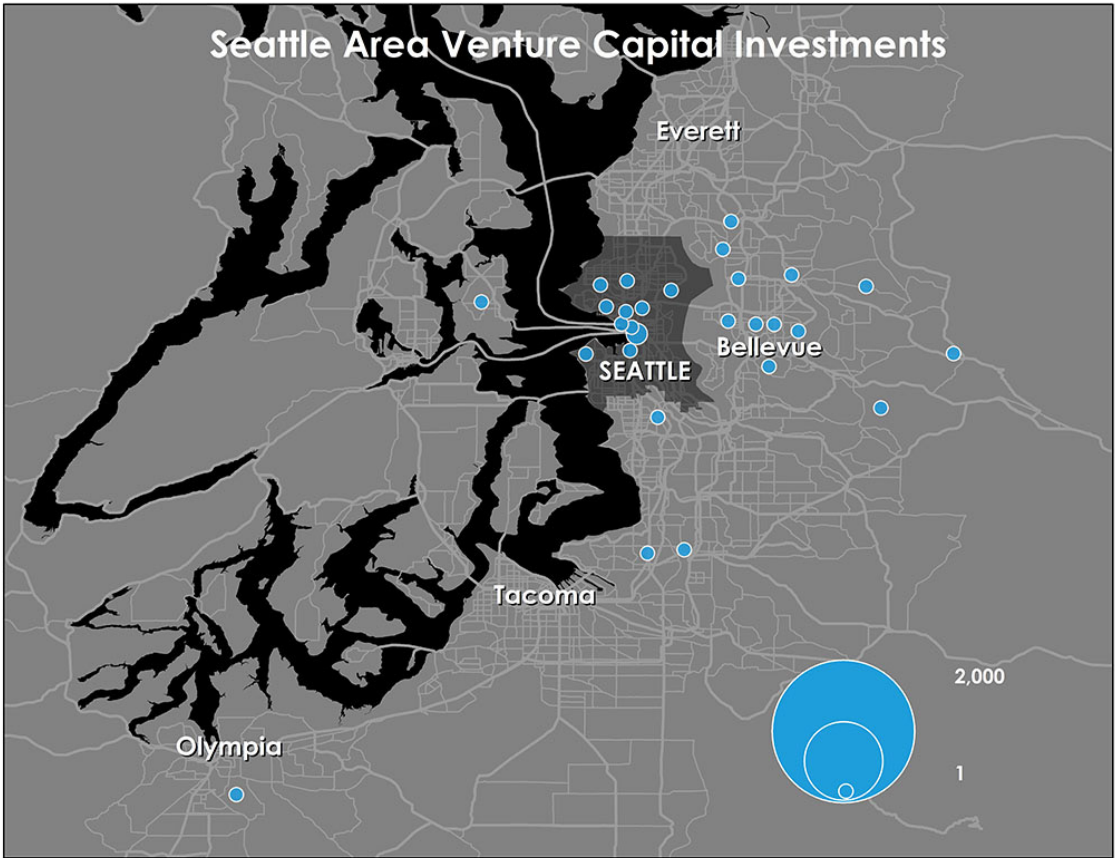 Seattle Area Venture Capital Investments
Everett
Bellevue
SEATTLE
Tacoma
2,000
Olympia
1